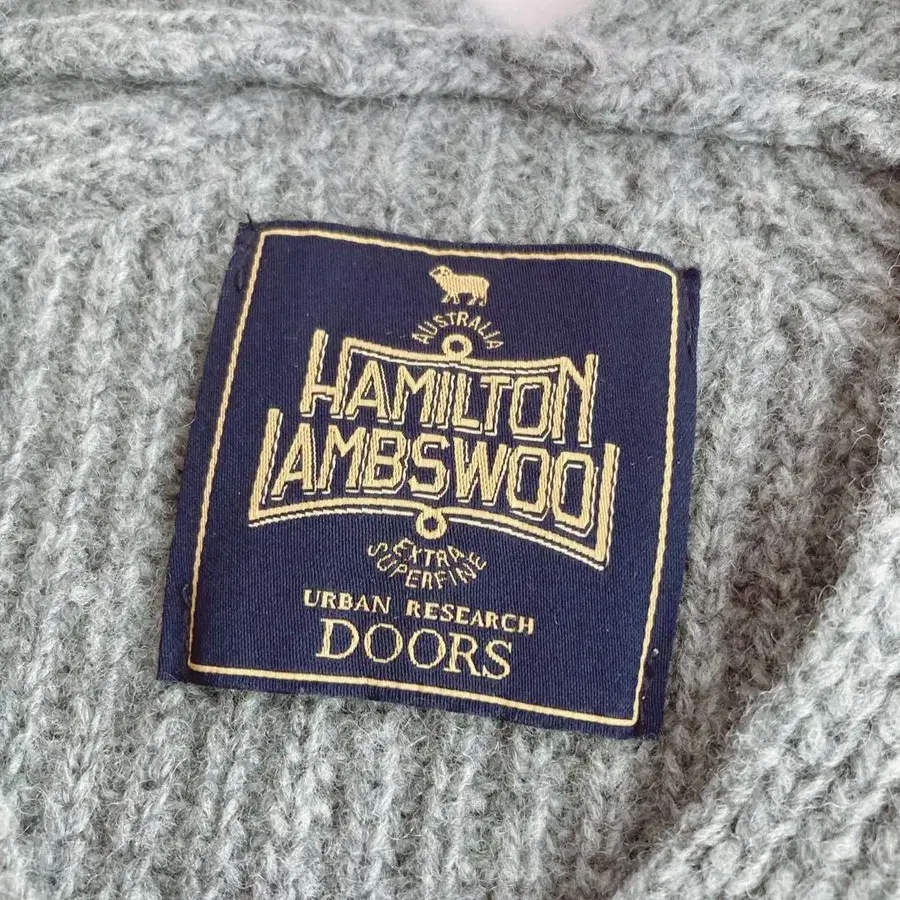 AUSTRALIA
HAMILTON
LAMBSWOOL
EXTRA
SUPERFINE
URBAN RESEARCH
DOORS